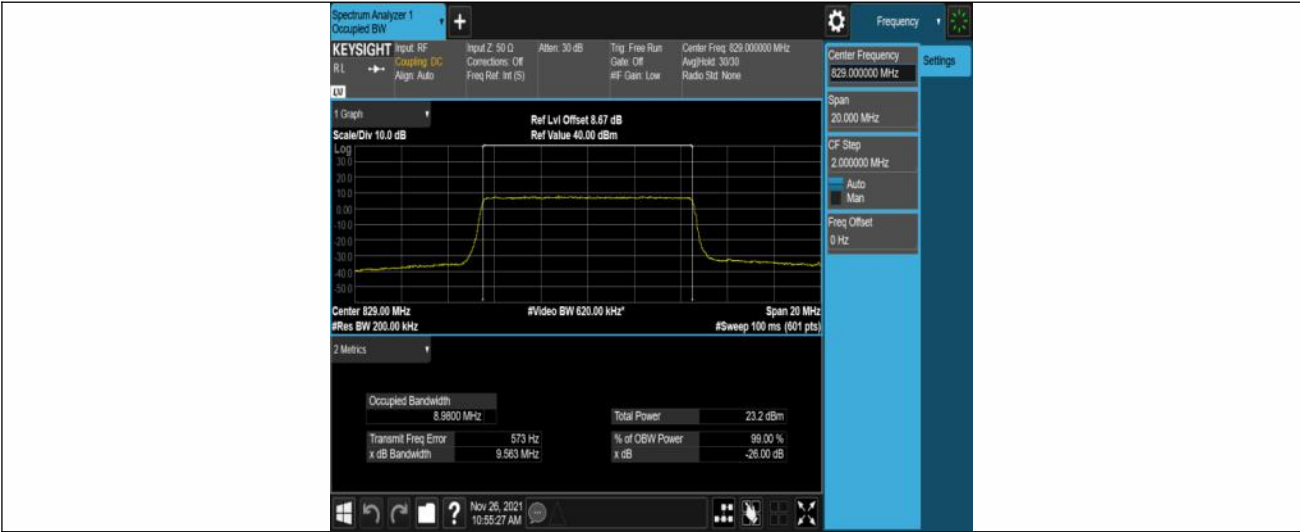 Spectrum Analyzer 1
Occupied BW
Frequency
KEYSIGHT
Input: RF
Input Z: 50 Ω
Atten: 30 dB
Trig: Free Run
Center Freq: 829.000000 MHz
R L
Coupling: DC
Corrections: Off
Gate: Off
Avg|Hold: 30/30
Align: Auto
Freq Ref: Int (S)
#IF Gain: Low
Radio Std: None
Settings
Center Frequency
829.000000 MHz
Span
20.000 MHz
CF Step
2.000000 MHz
Auto
Man
Freq Offset
0 Hz
1 Graph
Ref Lvl Offset 8.67 dB
Scale/Div 10.0 dB
Ref Value 40.00 dBm
Log
30.0
20.0
10.0
0.00
-10.0
-20.0
-30.0
-40.0
-50.0
Center 829.00 MHz
#Video BW 620.00 kHz*
Span 20 MHz
#Res BW 200.00 kHz
#Sweep 100 ms (601 pts)
2 Metrics
Occupied Bandwidth
8.9800 MHz
Total Power
23.2 dBm
Transmit Freq Error
573 Hz
% of OBW Power
99.00 %
x dB Bandwidth
9.563 MHz
x dB
-26.00 dB
Nov 26, 2021
10:55:27 AM